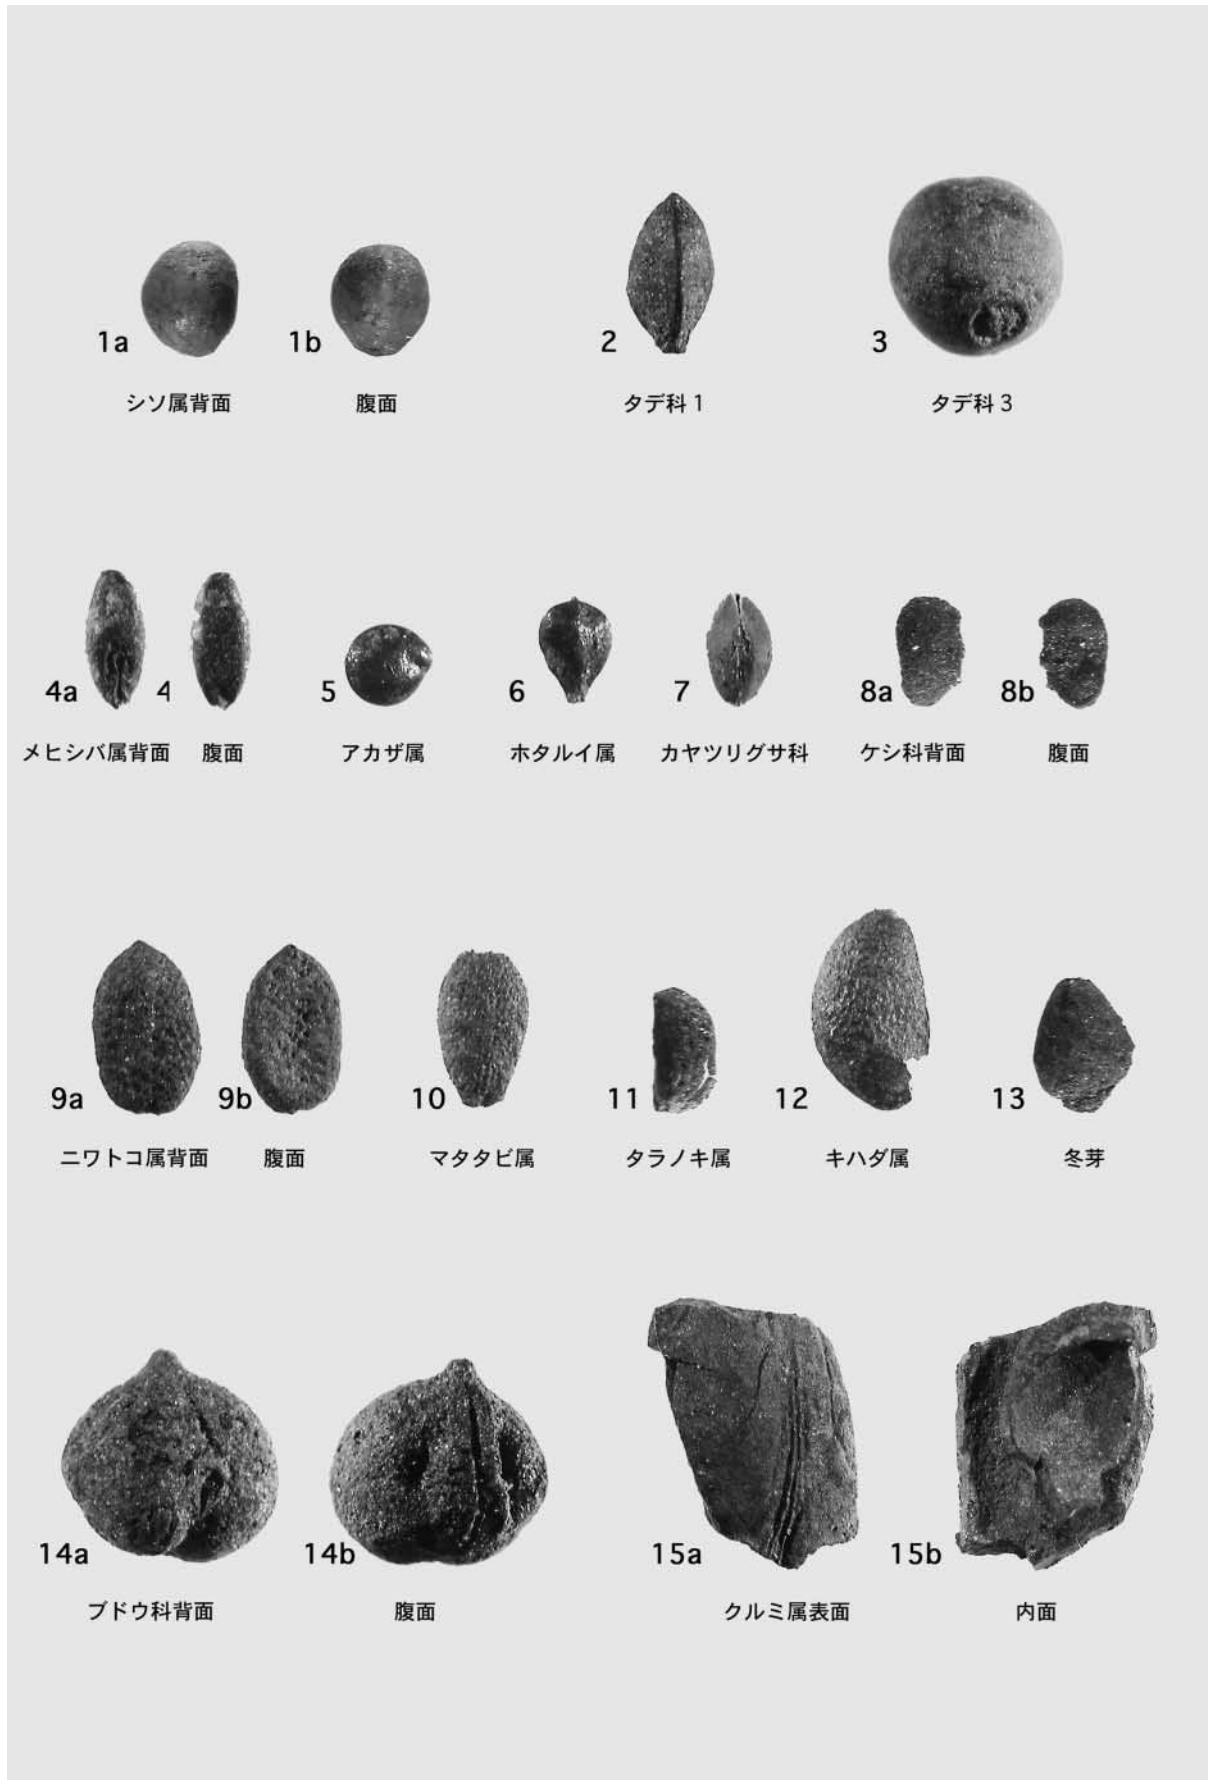 1a 1b 2 3
シソ属背面 腹面 タデ科1 タデ科3
4a 4 5 6 7 8a 8b
メヒシバ属背面 腹面 アカザ属 ホタルイ属 カヤツリグサ科 ケシ科背面 腹面
9a 9b 10 11 12 13
ニワトコ属背面 腹面 マタタビ属 タラノキ属 キハダ属 冬芽
14a 14b 15a 15b
ブドウ科背面 腹面 クルミ属表面 内面